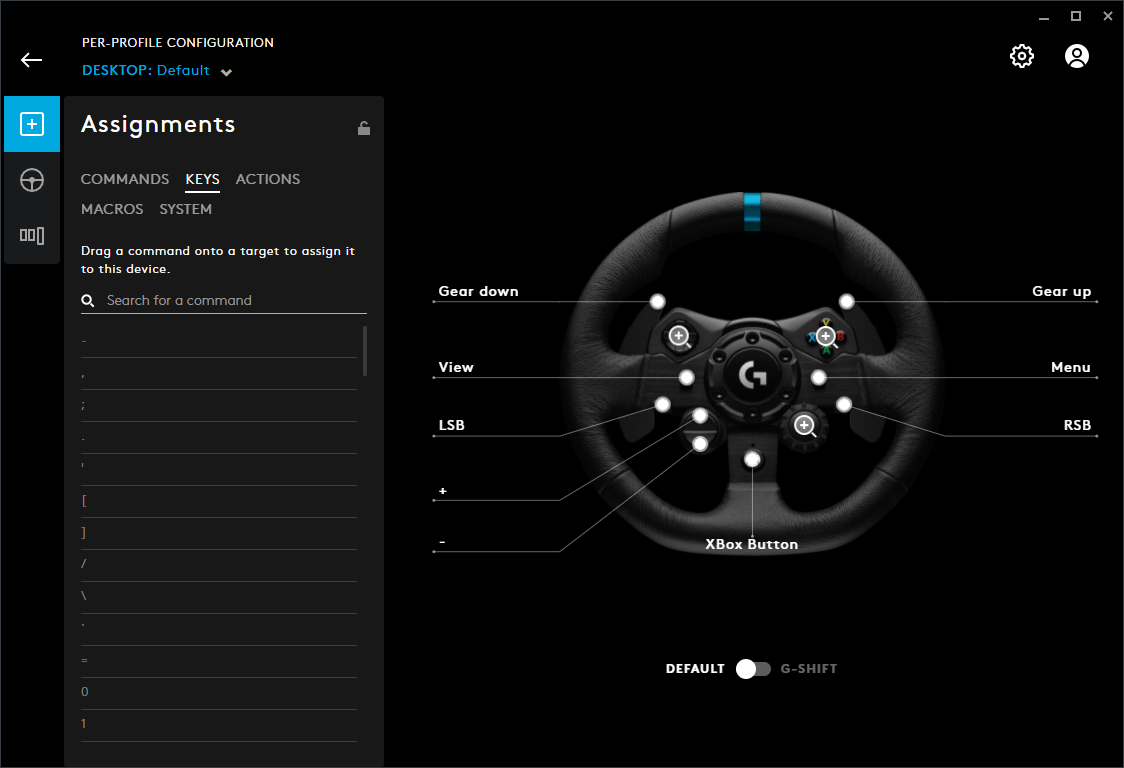 PER-PROFILE CONFIGURATION
DESKTOP: Default
Assignments
COMMANDS KEYS ACTIONS
MACROS SYSTEM
Drag a command onto a target to assign it
to this device.
Search for a command
-
,
;
.
'
[
]
/
\
`
=
0
1
Gear down
Gear up
View
Menu
LSB
RSB
+
-
XBox Button
Y
X
B
A
DEFAULT G-SHIFT